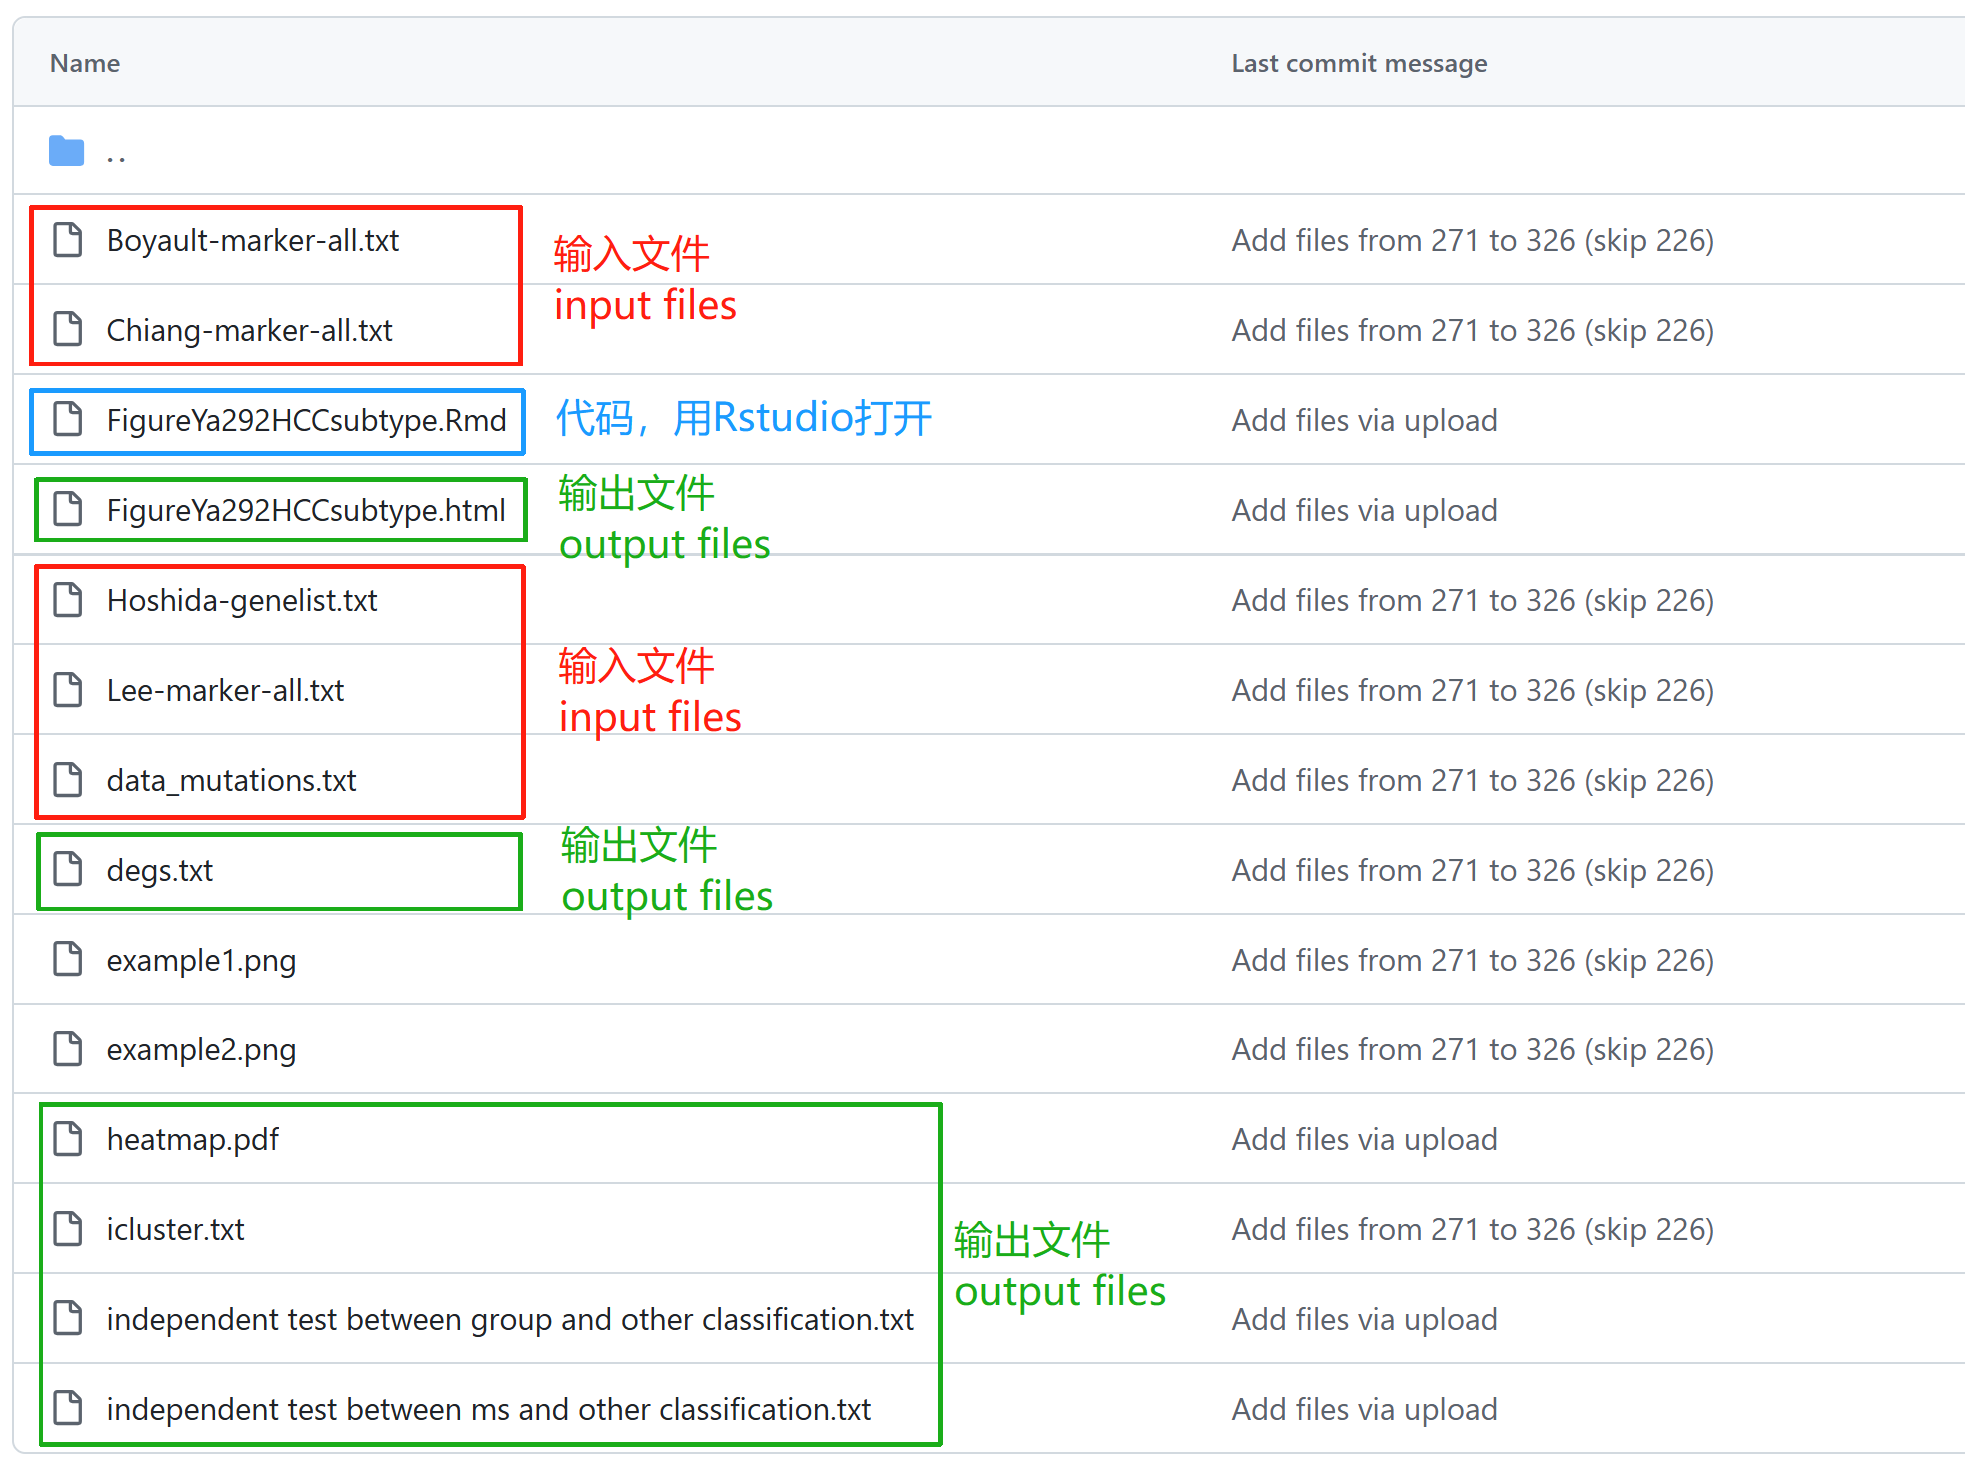 Name
Last commit message
..
Boyault-marker-all.txt
Add files from 271 to 326 (skip 226)
输入文件
input files
Chiang-marker-all.txt
Add files from 271 to 326 (skip 226)
FigureYa292HCCsubtype.Rmd
代码，用Rstudio打开
Add files via upload
FigureYa292HCCsubtype.html
输出文件
output files
Add files via upload
Hoshida-genelist.txt
Add files from 271 to 326 (skip 226)
Lee-marker-all.txt
输入文件
input files
Add files from 271 to 326 (skip 226)
data_mutations.txt
Add files from 271 to 326 (skip 226)
degs.txt
输出文件
output files
Add files from 271 to 326 (skip 226)
example1.png
Add files from 271 to 326 (skip 226)
example2.png
Add files from 271 to 326 (skip 226)
heatmap.pdf
Add files via upload
icluster.txt
输出文件
output files
Add files from 271 to 326 (skip 226)
independent test between group and other classification.txt
Add files via upload
independent test between ms and other classification.txt
Add files via upload